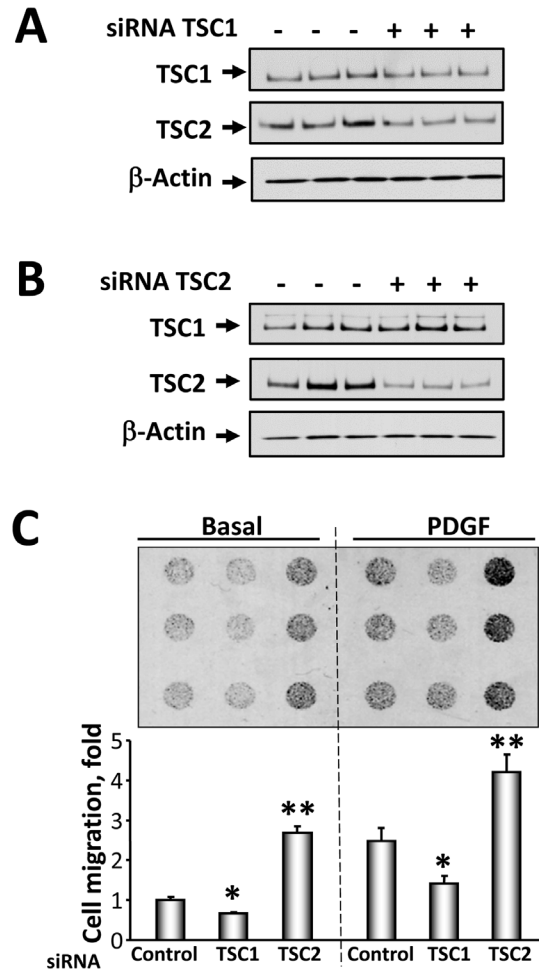 A
siRNA TSC1 - - - + + +
TSC1
TSC2
β-Actin
B
siRNA TSC2 - - - + + +
TSC1
TSC2
β-Actin
C
Basal PDGF
Cell migration, fold
5
4
3
2
1
0
* ** * **
siRNA Control TSC1 TSC2 Control TSC1 TSC2